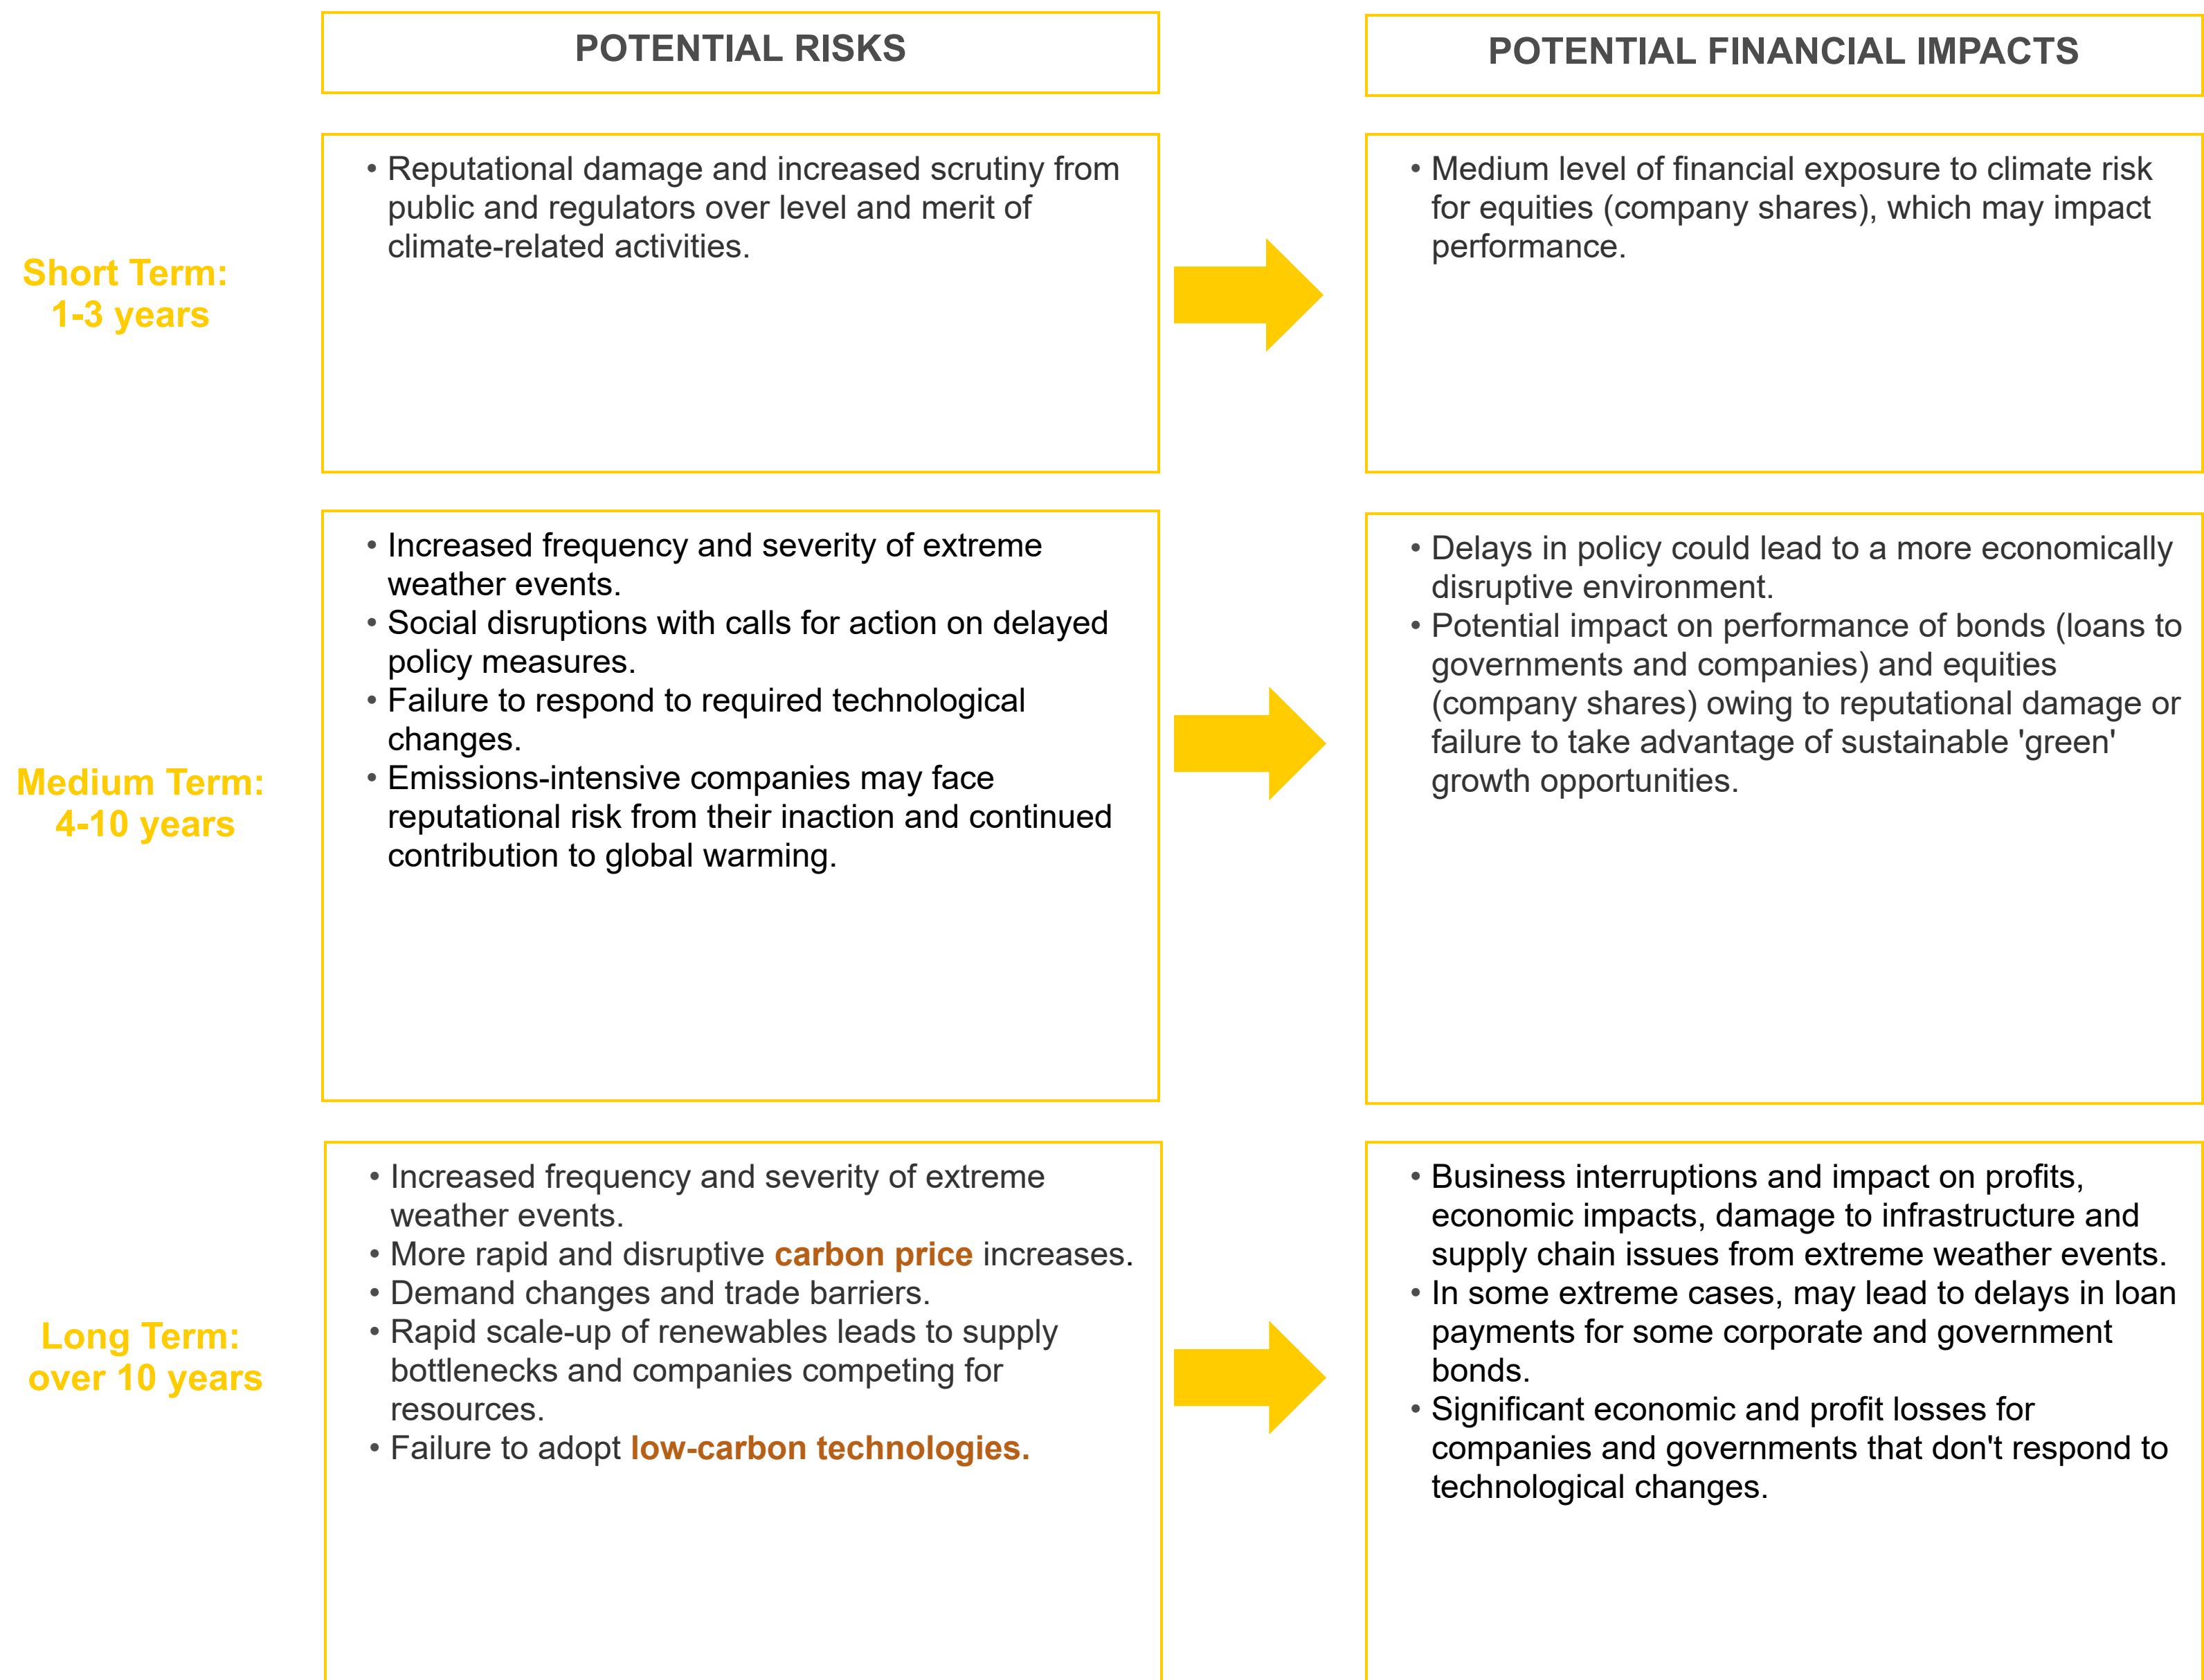 POTENTIAL RISKS
POTENTIAL FINANCIAL IMPACTS
Short Term:
1-3 years
• Reputational damage and increased scrutiny from
public and regulators over level and merit of
climate-related activities.
• Medium level of financial exposure to climate risk
for equities (company shares), which may impact
performance.
Medium Term:
4-10 years
• Increased frequency and severity of extreme
weather events.
• Social disruptions with calls for action on delayed
policy measures.
• Failure to respond to required technological
changes.
• Emissions-intensive companies may face
reputational risk from their inaction and continued
contribution to global warming.
• Delays in policy could lead to a more economically
disruptive environment.
• Potential impact on performance of bonds (loans to
governments and companies) and equities
(company shares) owing to reputational damage or
failure to take advantage of sustainable 'green'
growth opportunities.
Long Term:
over 10 years
• Increased frequency and severity of extreme
weather events.
• More rapid and disruptive carbon price increases.
• Demand changes and trade barriers.
• Rapid scale-up of renewables leads to supply
bottlenecks and companies competing for
resources.
• Failure to adopt low-carbon technologies.
• Business interruptions and impact on profits,
economic impacts, damage to infrastructure and
supply chain issues from extreme weather events.
• In some extreme cases, may lead to delays in loan
payments for some corporate and government
bonds.
• Significant economic and profit losses for
companies and governments that don't respond to
technological changes.